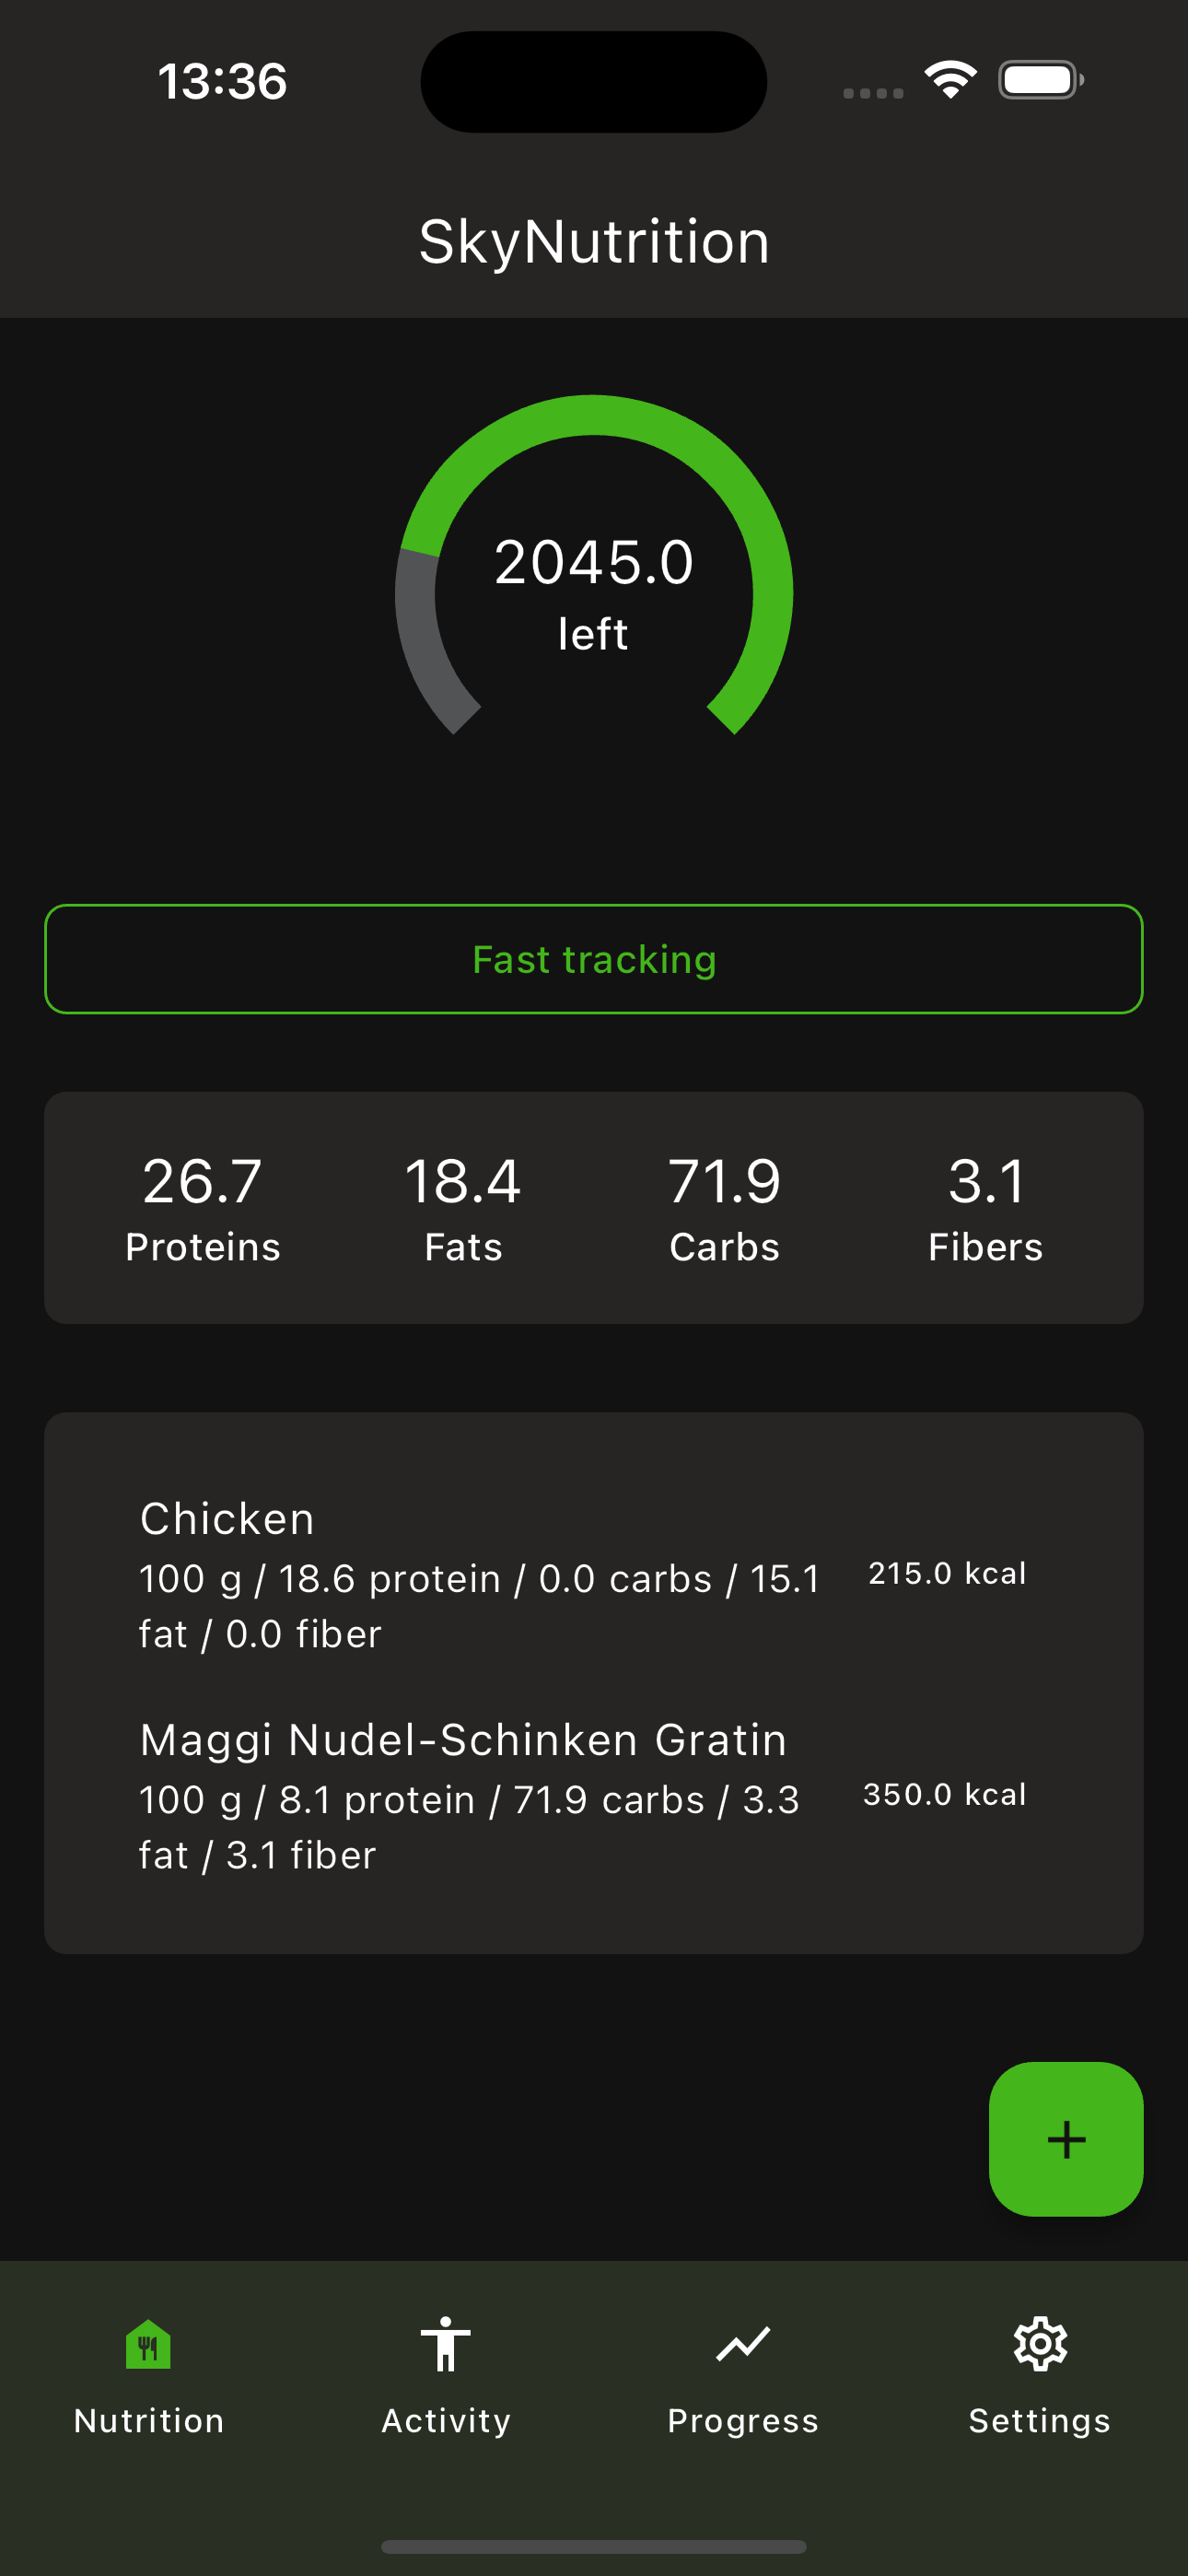 13:36
SkyNutrition
2045.0
left
Fast tracking
26.7 18.4 71.9 3.1
Proteins Fats Carbs Fibers
Chicken
100 g / 18.6 protein / 0.0 carbs / 15.1 215.0 kcal
fat / 0.0 fiber
Maggi Nudel-Schinken Gratin
100 g / 8.1 protein / 71.9 carbs / 3.3 350.0 kcal
fat / 3.1 fiber
+
Nutrition Activity Progress Settings